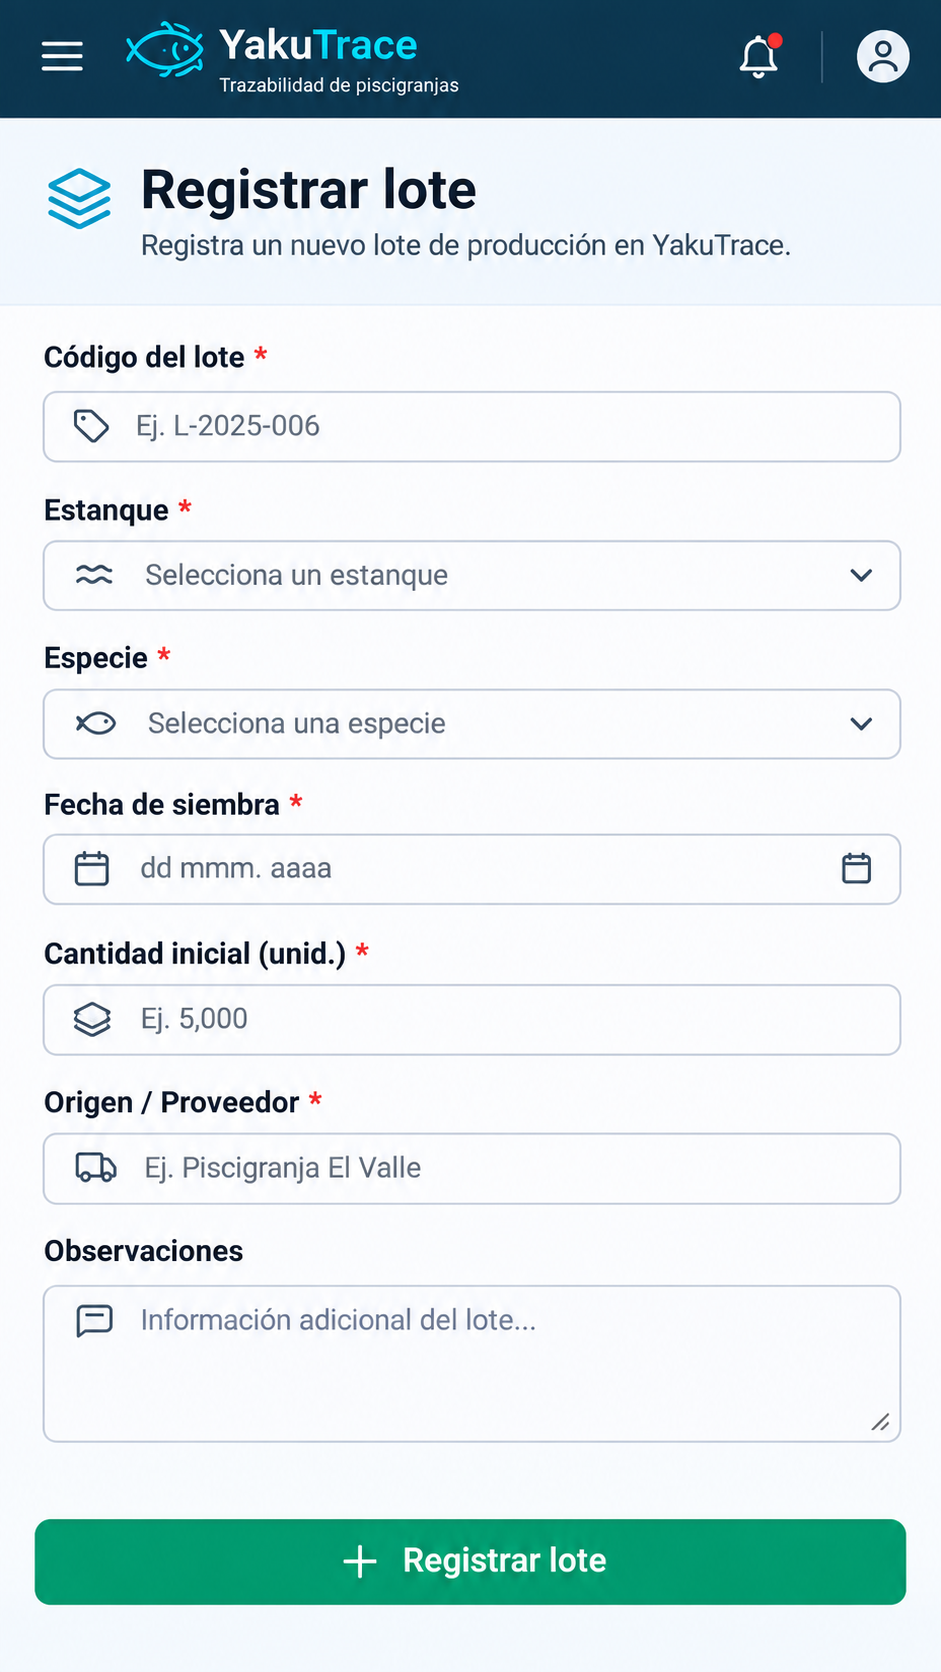 YakuTrace
Trazabilidad de piscigranjas
Registrar lote
Registra un nuevo lote de producción en YakuTrace.
Código del lote *
Ej. L-2025-006
Estanque *
Selecciona un estanque
Especie *
Selecciona una especie
Fecha de siembra *
dd mmm. aaaa
Cantidad inicial (unid.) *
Ej. 5,000
Origen / Proveedor *
Ej. Piscigranja El Valle
Observaciones
Información adicional del lote...
Registrar lote